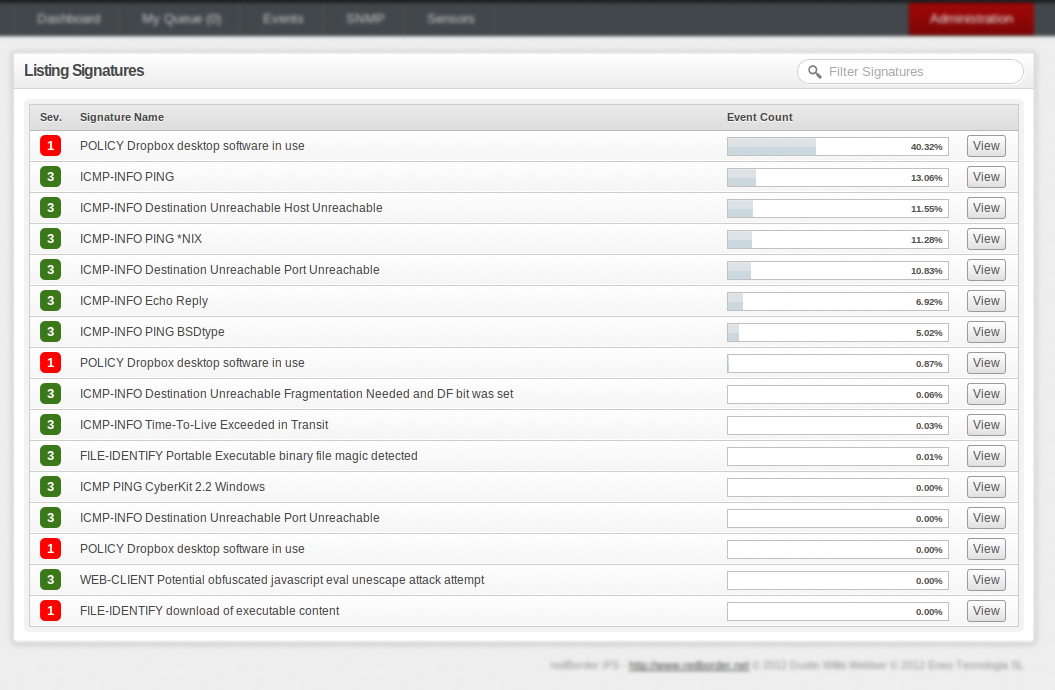 Dashboard My Queue (0) Events SNMP Sensors Administration
Listing Signatures Filter Signatures
Sev. Signature Name Event Count
1 POLICY Dropbox desktop software in use 40.32% View
3 ICMP-INFO PING 13.06% View
3 ICMP-INFO Destination Unreachable Host Unreachable 11.55% View
3 ICMP-INFO PING *NIX 11.28% View
3 ICMP-INFO Destination Unreachable Port Unreachable 10.83% View
3 ICMP-INFO Echo Reply 6.92% View
3 ICMP-INFO PING BSDtype 5.02% View
1 POLICY Dropbox desktop software in use 0.87% View
3 ICMP-INFO Destination Unreachable Fragmentation Needed and DF bit was set 0.06% View
3 ICMP-INFO Time-To-Live Exceeded in Transit 0.03% View
3 FILE-IDENTIFY Portable Executable binary file magic detected 0.01% View
3 ICMP PING CyberKit 2.2 Windows 0.00% View
3 ICMP-INFO Destination Unreachable Port Unreachable 0.00% View
1 POLICY Dropbox desktop software in use 0.00% View
3 WEB-CLIENT Potential obfuscated javascript eval unescape attack attempt 0.00% View
1 FILE-IDENTIFY download of executable content 0.00% View
redBorder IPS - http://www.redborder.net © 2012 Dustin Willis Webber © 2012 Eneo Tecnologia SL